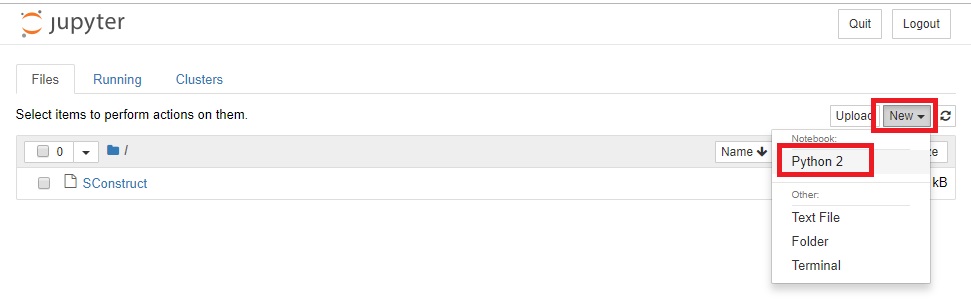 jupyter
Quit Logout
Files Running Clusters
Select items to perform actions on them.
Upload New
Notebook:
0 / Name
Python 2
SConstruct kB
Other:
Text File
Folder
Terminal